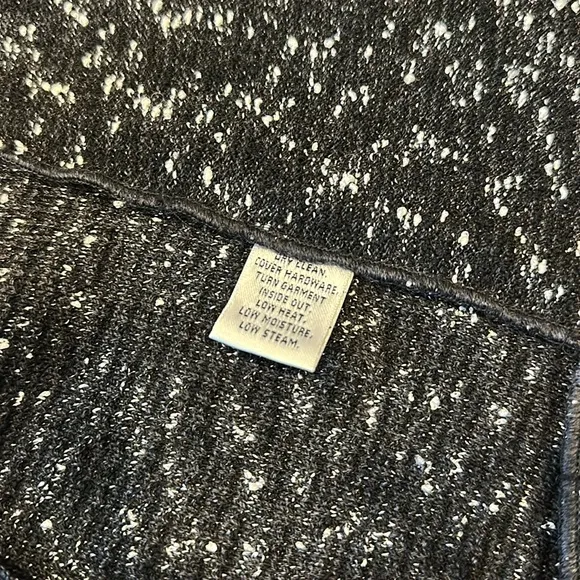 DRY CLEAN.
COVER HARDWARE
TURN GARMENT
INSIDE OUT.
LOW HEAT,
LOW MOISTURE,
LOW STEAM.